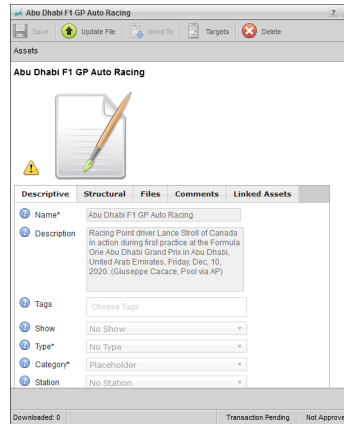 Abu Dhabi F1 GP Auto Racing ?
Save Update File Send To Targets Delete
Assets
Abu Dhabi F1 GP Auto Racing
Descriptive Structural Files Comments Linked Assets
? Name* Abu Dhabi F1 GP Auto Racing
? Description Racing Point driver Lance Stroll of Canada
in action during first practice at the Formula
One Abu Dhabi Grand Prix in Abu Dhabi,
United Arab Emirates, Friday, Dec, 10,
2020. (Giuseppe Cacace, Pool via AP)
? Tags Choose Tags
? Show No Show
? Type* No Type
? Category* Placeholder
? Station No Station
Downloaded: 0 Transaction Pending Not Approve